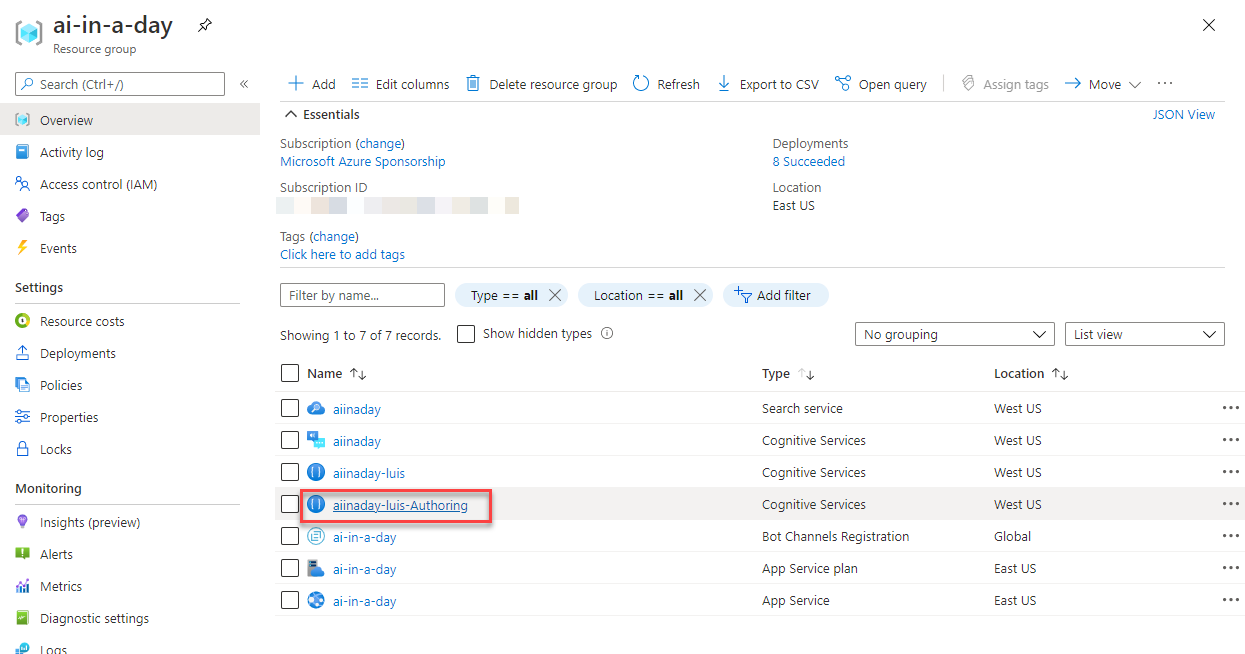 ai-in-a-day
Resource group
Search (Ctrl+/)
«
Overview
Activity log
Access control (IAM)
Tags
Events
Settings
Resource costs
Deployments
Policies
Properties
Locks
Monitoring
Insights (preview)
Alerts
Metrics
Diagnostic settings
Logs
Add Edit columns Delete resource group Refresh Export to CSV Open query Assign tags Move ···
Essentials JSON View
Subscription (change) Deployments
Microsoft Azure Sponsorship 8 Succeeded
Subscription ID Location
East US
Tags (change)
Click here to add tags
Filter by name... Type == all Location == all Add filter
Showing 1 to 7 of 7 records. Show hidden types No grouping List view
Name Type Location
aiinaday Search service West US ···
aiinaday Cognitive Services West US ···
aiinaday-luis Cognitive Services West US ···
aiinaday-luis-Authoring Cognitive Services West US ···
ai-in-a-day Bot Channels Registration Global ···
ai-in-a-day App Service plan East US ···
ai-in-a-day App Service East US ···